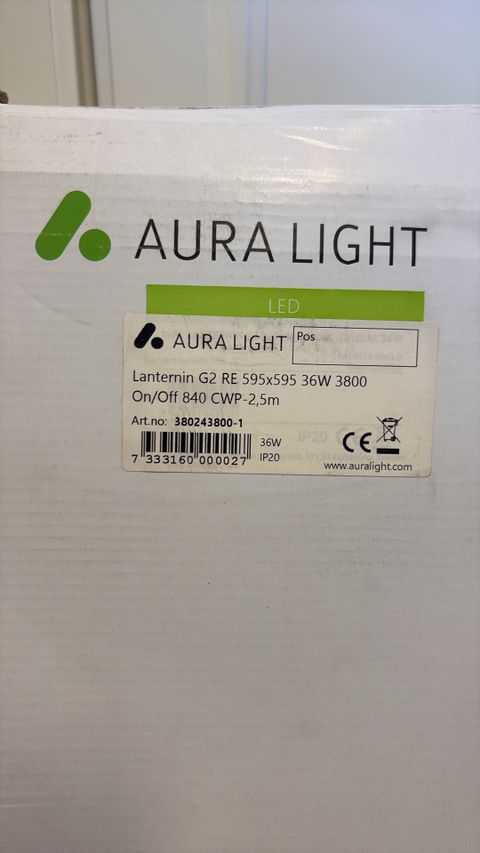 AURA LIGHT
LED
AURA LIGHT
Pos
Lanternin G2 RE 595x595 36W 3800
On/Off 840 CWP-2,5m
Art.no: 380243800-1
36W
7 333160 000027 IP20
CE
www.auralight.com